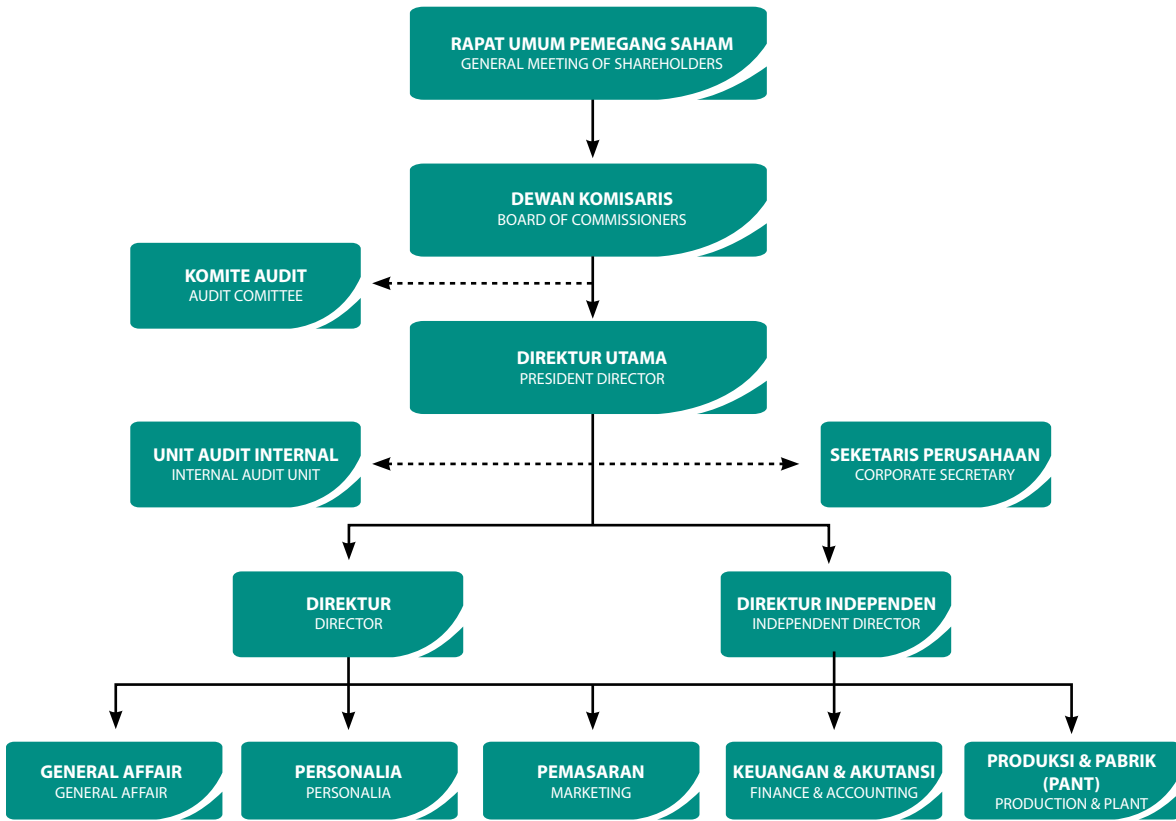 RAPAT UMUM PEMEGANG SAHAM
GENERAL MEETING OF SHAREHOLDERS
DEWAN KOMISARIS
BOARD OF COMMISSIONERS
KOMITE AUDIT
AUDIT COMITTEE
DIREKTUR UTAMA
PRESIDENT DIRECTOR
UNIT AUDIT INTERNAL
INTERNAL AUDIT UNIT
SEKETARIS PERUSAHAAN
CORPORATE SECRETARY
DIREKTUR
DIRECTOR
DIREKTUR INDEPENDEN
INDEPENDENT DIRECTOR
GENERAL AFFAIR
GENERAL AFFAIR
PERSONALIA
PERSONALIA
PEMASARAN
MARKETING
KEUANGAN & AKUTANSI
FINANCE & ACCOUNTING
PRODUKSI & PABRIK
(PANT)
PRODUCTION & PLANT